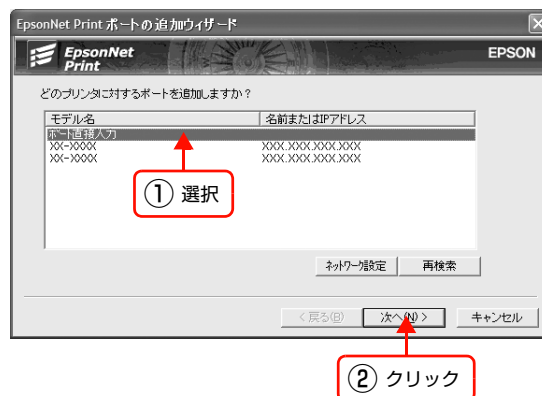 EpsonNet Print ポートの追加ウィザード
EpsonNet
Print
EPSON
どのプリンタに対するポートを追加しますか？
モデル名 名前またはIPアドレス
ポート直接入力
XX-XXXX XXX.XXX.XXX.XXX
XX-XXXX XXX.XXX.XXX.XXX
① 選択
ネットワーク設定 再検索
< 戻る(B) 次へ(N) > キャンセル
② クリック